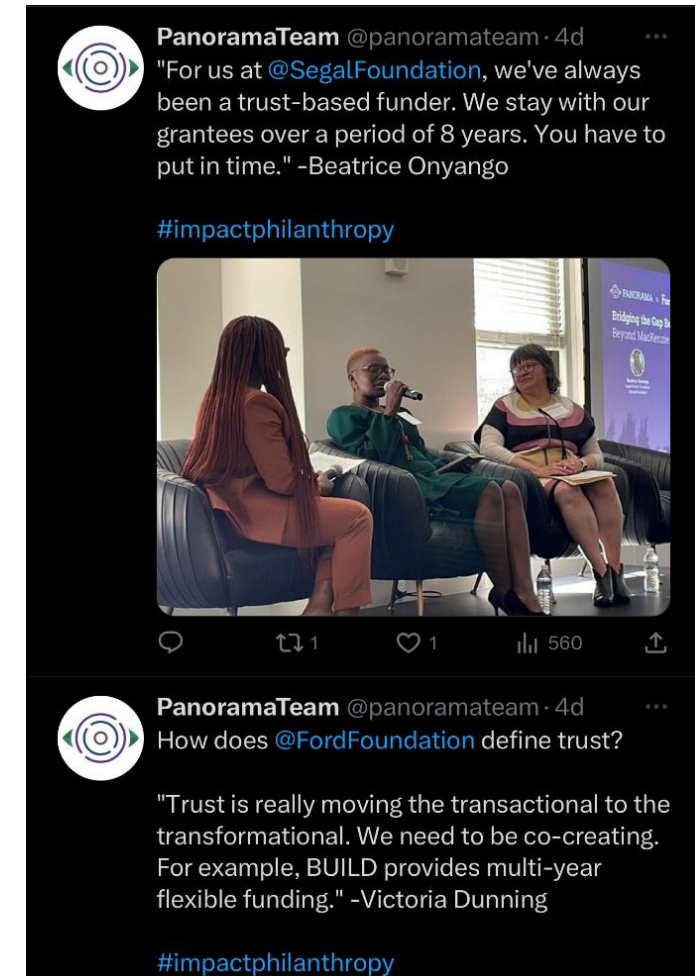 PanoramaTeam @panoramateam · 4d
"For us at @SegalFoundation, we've always
been a trust-based funder. We stay with our
grantees over a period of 8 years. You have to
put in time." -Beatrice Onyango
#impactphilanthropy
PANORAMA
Bridging the Gap
Beyond MacKenzie
1
1
560
PanoramaTeam @panoramateam · 4d
How does @FordFoundation define trust?
"Trust is really moving the transactional to the
transformational. We need to be co-creating.
For example, BUILD provides multi-year
flexible funding." -Victoria Dunning
#impactphilanthropy